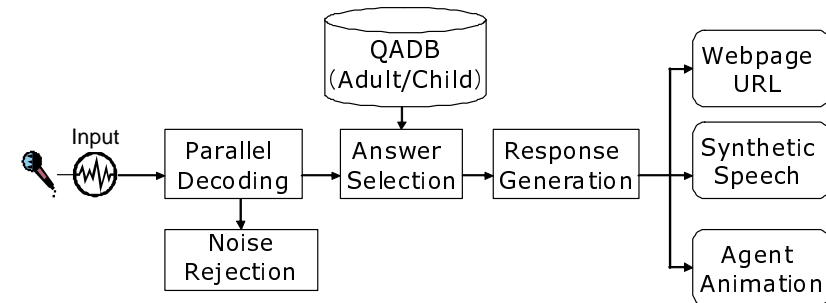 QADB
(Adult/Child)
Webpage
URL
Input
Parallel
Decoding
Answer
Selection
Response
Generation
Synthetic
Speech
Noise
Rejection
Agent
Animation